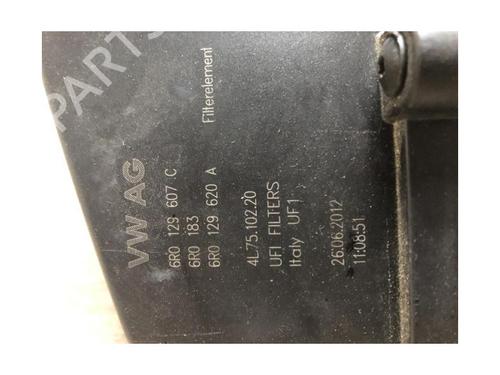 VW AG
6R0 129 607 C
6R0 183
6R0 129 620 A Filterelement
4L75.102.20
UFI FILTERS
Italy UF1
26.06.2012
11:08:51
B-PARTS